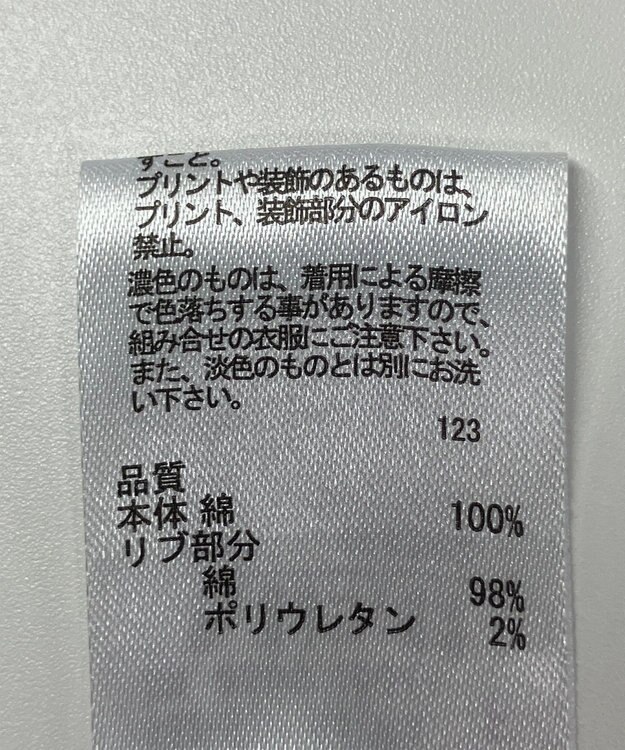 すこと。
プリントや装飾のあるものは、
プリント、装飾部分のアイロン
禁止。
濃色のものは、着用による摩擦
で色落ちする事がありますので、
組み合せの衣服にご注意下さい。
また、淡色のものとは別にお洗
い下さい。
123
品質
本体 綿 100%
リブ部分
綿 98%
ポリウレタン 2%